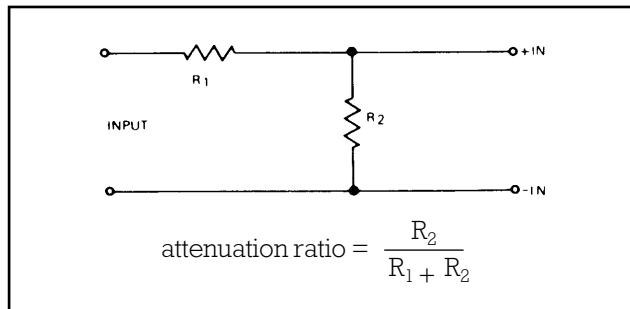 +IN
R1
R2
INPUT
-IN
attenuation ratio = R2 / R1 + R2